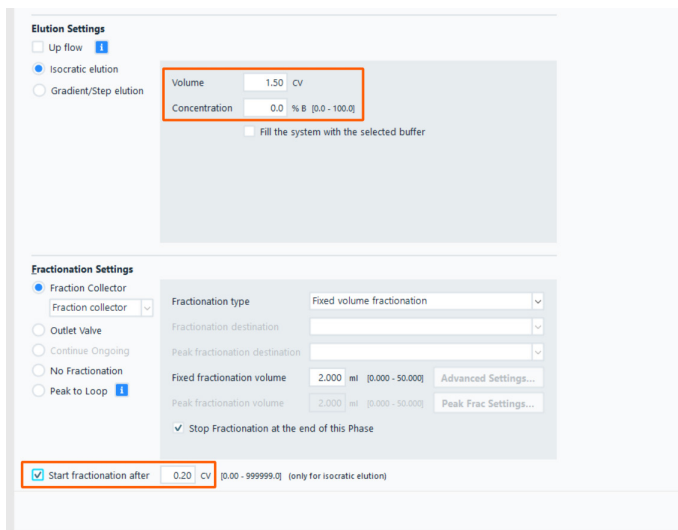 Elution Settings
Up flow i
Isocratic elution
Gradient/Step elution
Volume 1.50 CV
Concentration 0.0 % B [0.0 - 100.0]
Fill the system with the selected buffer
Fractionation Settings
Fraction Collector
Fraction collector
Outlet Valve
Continue Ongoing
No Fractionation
Peak to Loop i
Fractionation type Fixed volume fractionation
Fractionation destination
Peak fractionation destination
Fixed fractionation volume 2.000 ml [0.000 - 50.000] Advanced Settings...
Peak fractionation volume 2.000 ml [0.000 - 50.000] Peak Frac Settings...
Stop Fractionation at the end of this Phase
Start fractionation after 0.20 CV [0.00 - 999999.0] (only for isocratic elution)